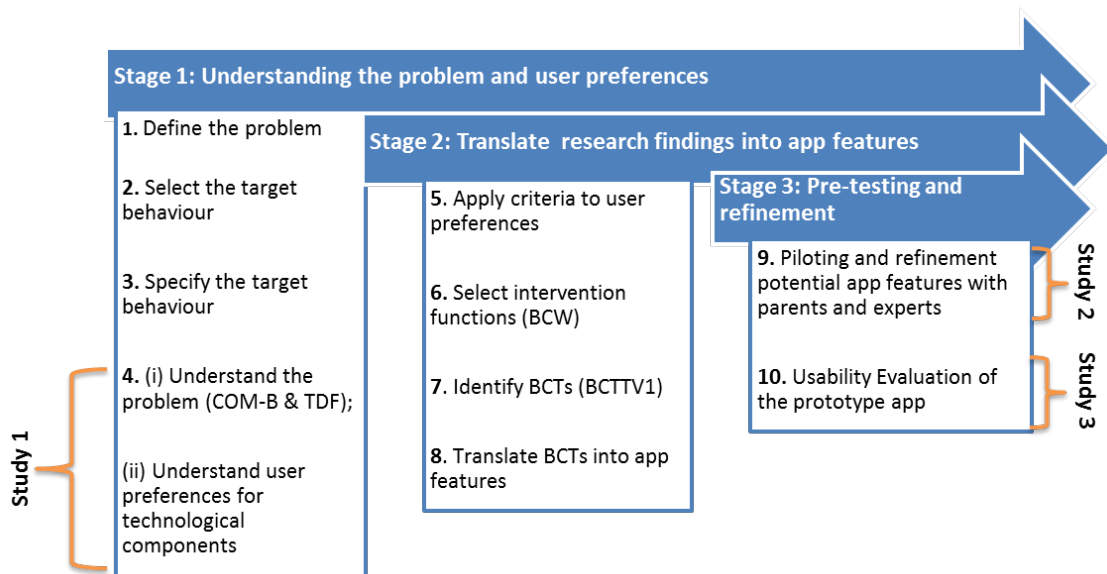 Stage 1: Understanding the problem and user preferences
1. Define the problem
2. Select the target
behaviour
3. Specify the target
behaviour
4. (i) Understand the
problem (COM-B & TDF);
(ii) Understand user
preferences for
technological
components
Study 1
Stage 2: Translate research findings into app features
5. Apply criteria to user
preferences
6. Select intervention
functions (BCW)
7. Identify BCTs (BCTTV1)
8. Translate BCTs into app
features
Stage 3: Pre-testing and
refinement
9. Piloting and refinement
potential app features with
parents and experts
Study 2
10. Usability Evaluation of
the prototype app
Study 3